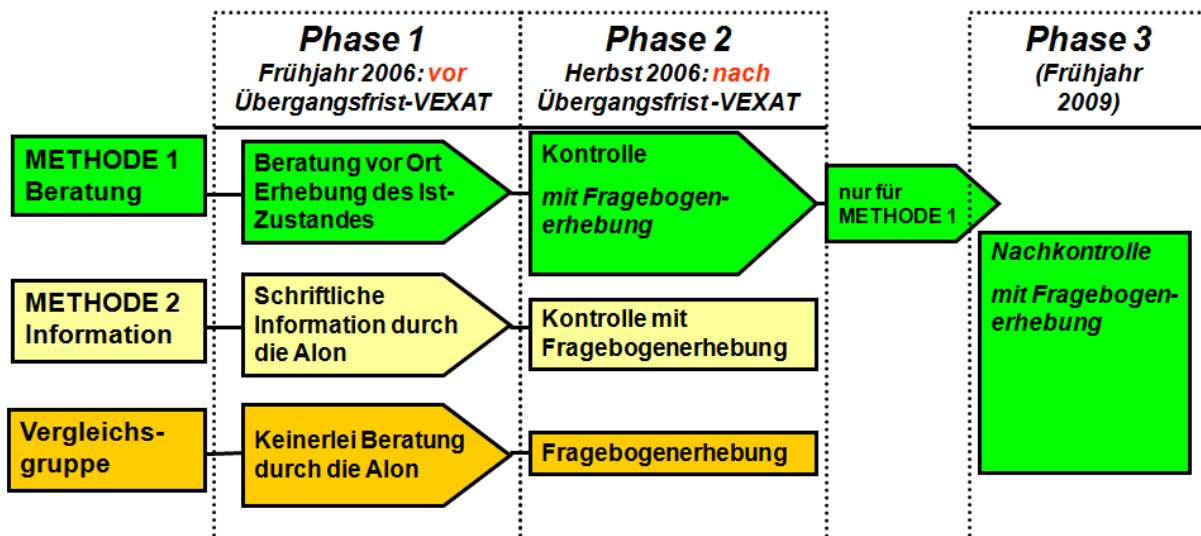 Phase 1
Frühjahr 2006: vor
Übergangsfrist-VEXAT
Phase 2
Herbst 2006: nach
Übergangsfrist -VEXAT
Phase 3
(Frühjahr
2009)
METHODE 1
Beratung
Beratung vor Ort
Erhebung des Ist-
Zustandes
Kontrolle
mit Fragebogen-
erhebung
nur für
METHODE 1
Nachkontrolle
mit Fragebogen-
erhebung
METHODE 2
Information
Schriftliche
Information durch
die AIon
Kontrolle mit
Fragebogenerhebung
Vergleichs-
gruppe
Keinerlei Beratung
durch die AIon
Fragebogenerhebung